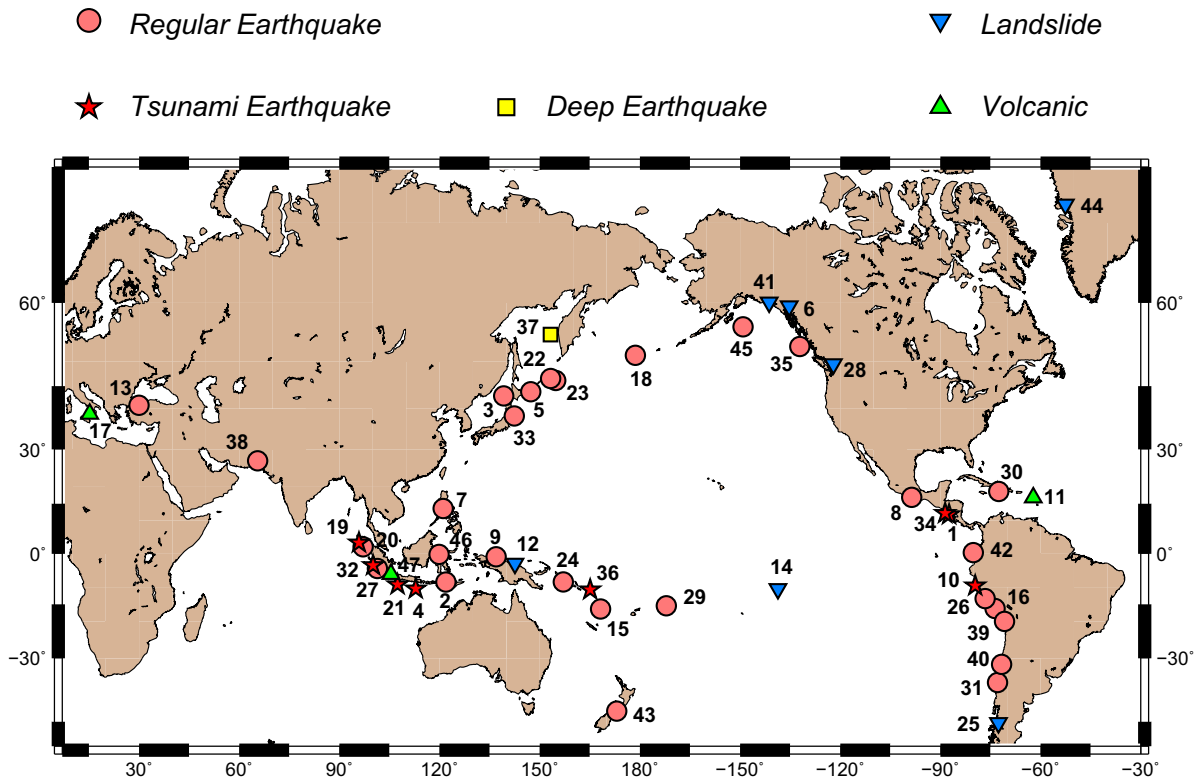 Regular Earthquake Landslide
Tsunami Earthquake Deep Earthquake Volcanic
44
41
60° 6 60°
37
45
22 35
18 28
13 23
3 5
17 33
38
30° 30°
30
7
8 11
19 34 1
20 46 9 12
0° 42 0°
24
32 47 36 14
10
27 2 29 16
21 4 26
15
39
−30° 40 −30°
31
43 25
30 60 90 120 150 180 −150 −120 −90 −60 −30